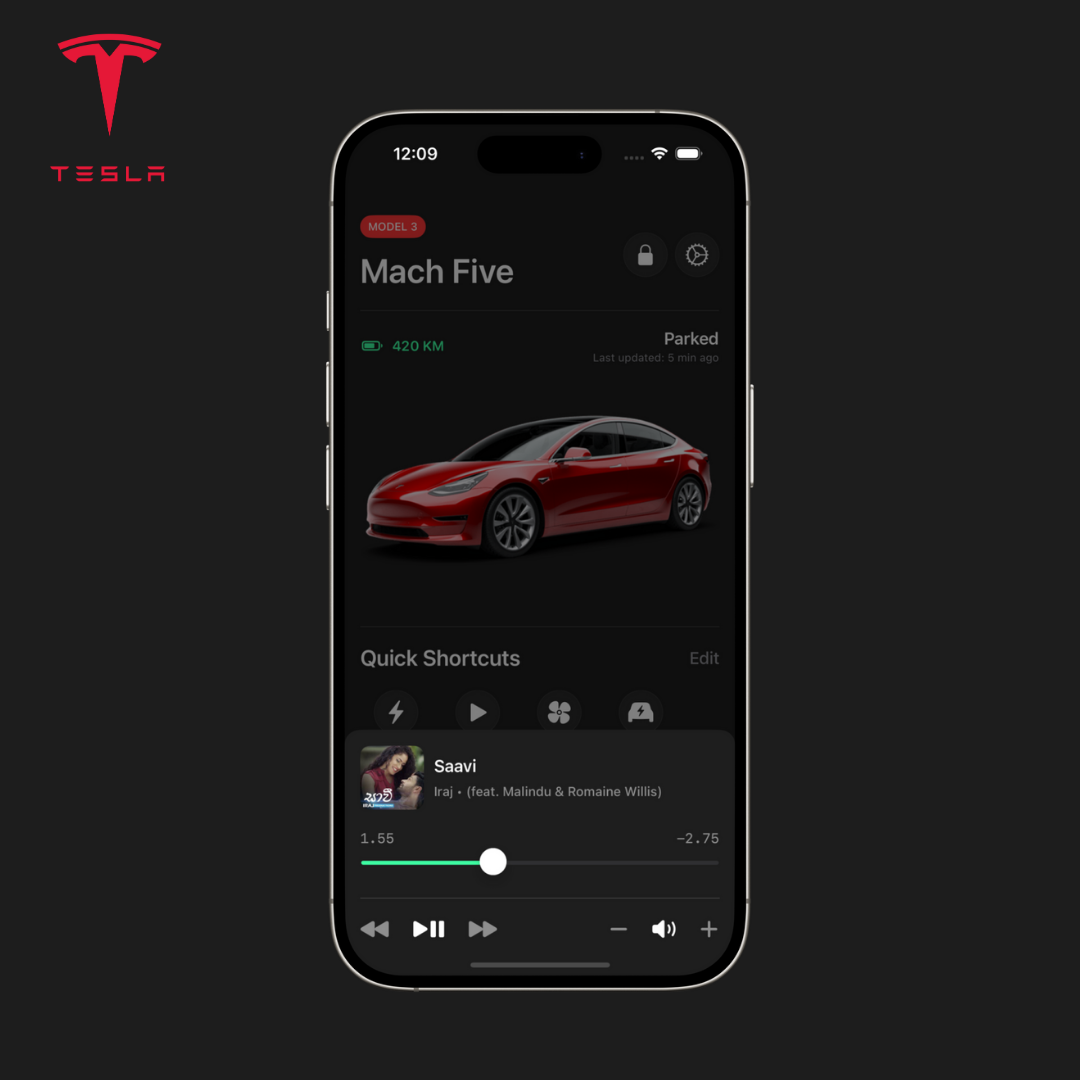 TESLA
12:09
MODEL 3
Mach Five
420 KM
Parked
Last updated: 5 min ago
Quick Shortcuts
Edit
සාවි
Saavi
Iraj • (feat. Malindu & Romaine Willis)
1.55
−2.75